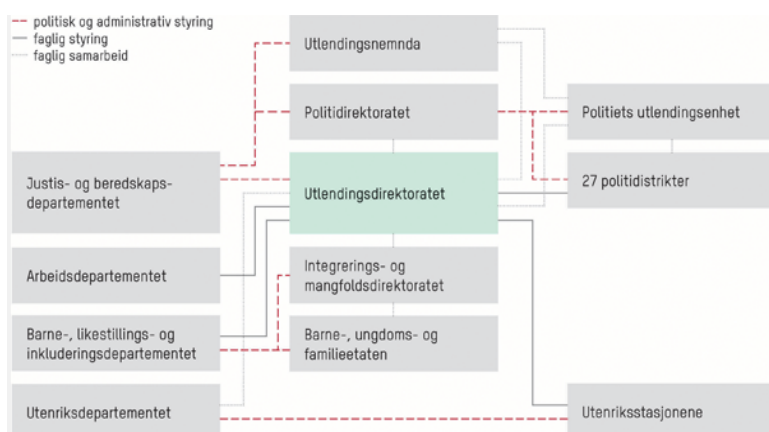 politisk og administrativ styring
faglig styring
faglig samarbeid
Utlendingsnemnda
Politidirektoratet
Politiets utlendingsenhet
Justis- og beredskaps-
departementet
Utlendingsdirektoratet
27 politidistrikter
Arbeidsdepartementet
Integrerings- og
mangfoldsdirektoratet
Barne-, likestillings- og
inkluderingsdepartementet
Barne-, ungdoms- og
familieetaten
Utenriksdepartementet
Utenriksstasjonene